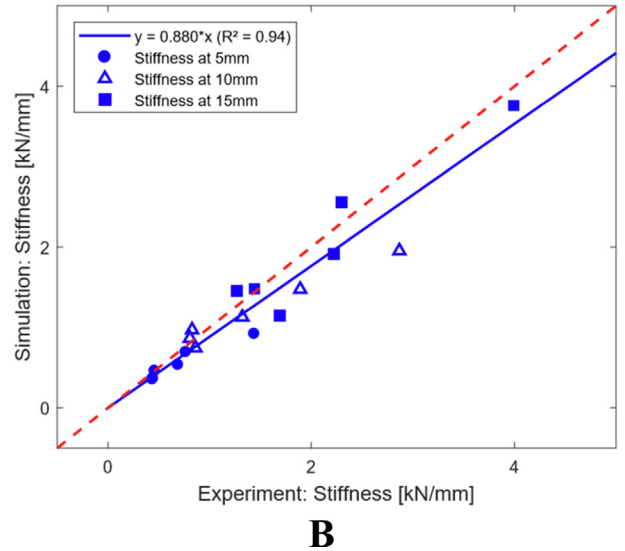 y = 0.880*x (R² = 0.94)
Stiffness at 5mm
Stiffness at 10mm
Stiffness at 15mm
4
2
0
Simulation: Stiffness [kN/mm]
0 2 4
Experiment: Stiffness [kN/mm]
B